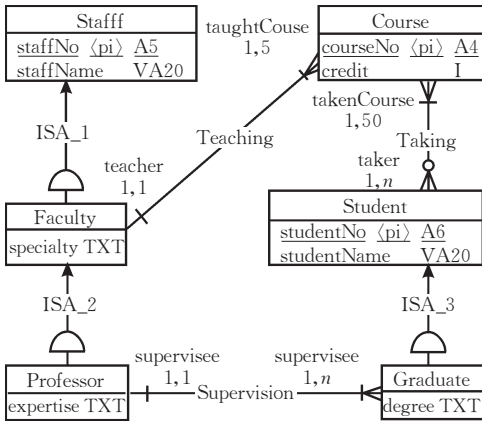 Stafff
staffNo ⟨pi⟩ A5
staffName VA20
taughtCouse
1,5
Course
courseNo ⟨pi⟩ A4
credit I
ISA_1
Teaching
takenCourse
1,50
Taking
teacher
1,1
taker
1,n
Faculty
specialty TXT
Student
studentNo ⟨pi⟩ A6
studentName VA20
ISA_2
ISA_3
supervisee
1,1
Supervision
supervisee
1,n
Professor
expertise TXT
Graduate
degree TXT